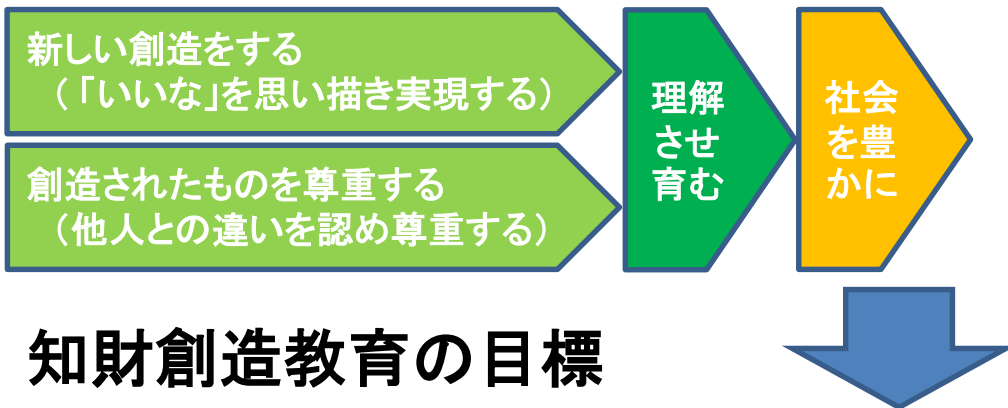 新しい創造をする
（「いいな」を思い描き実現する）
創造されたものを尊重する
（他人との違いを認め尊重する）
理解
させ
育む
社会
を豊
かに
知財創造教育の目標